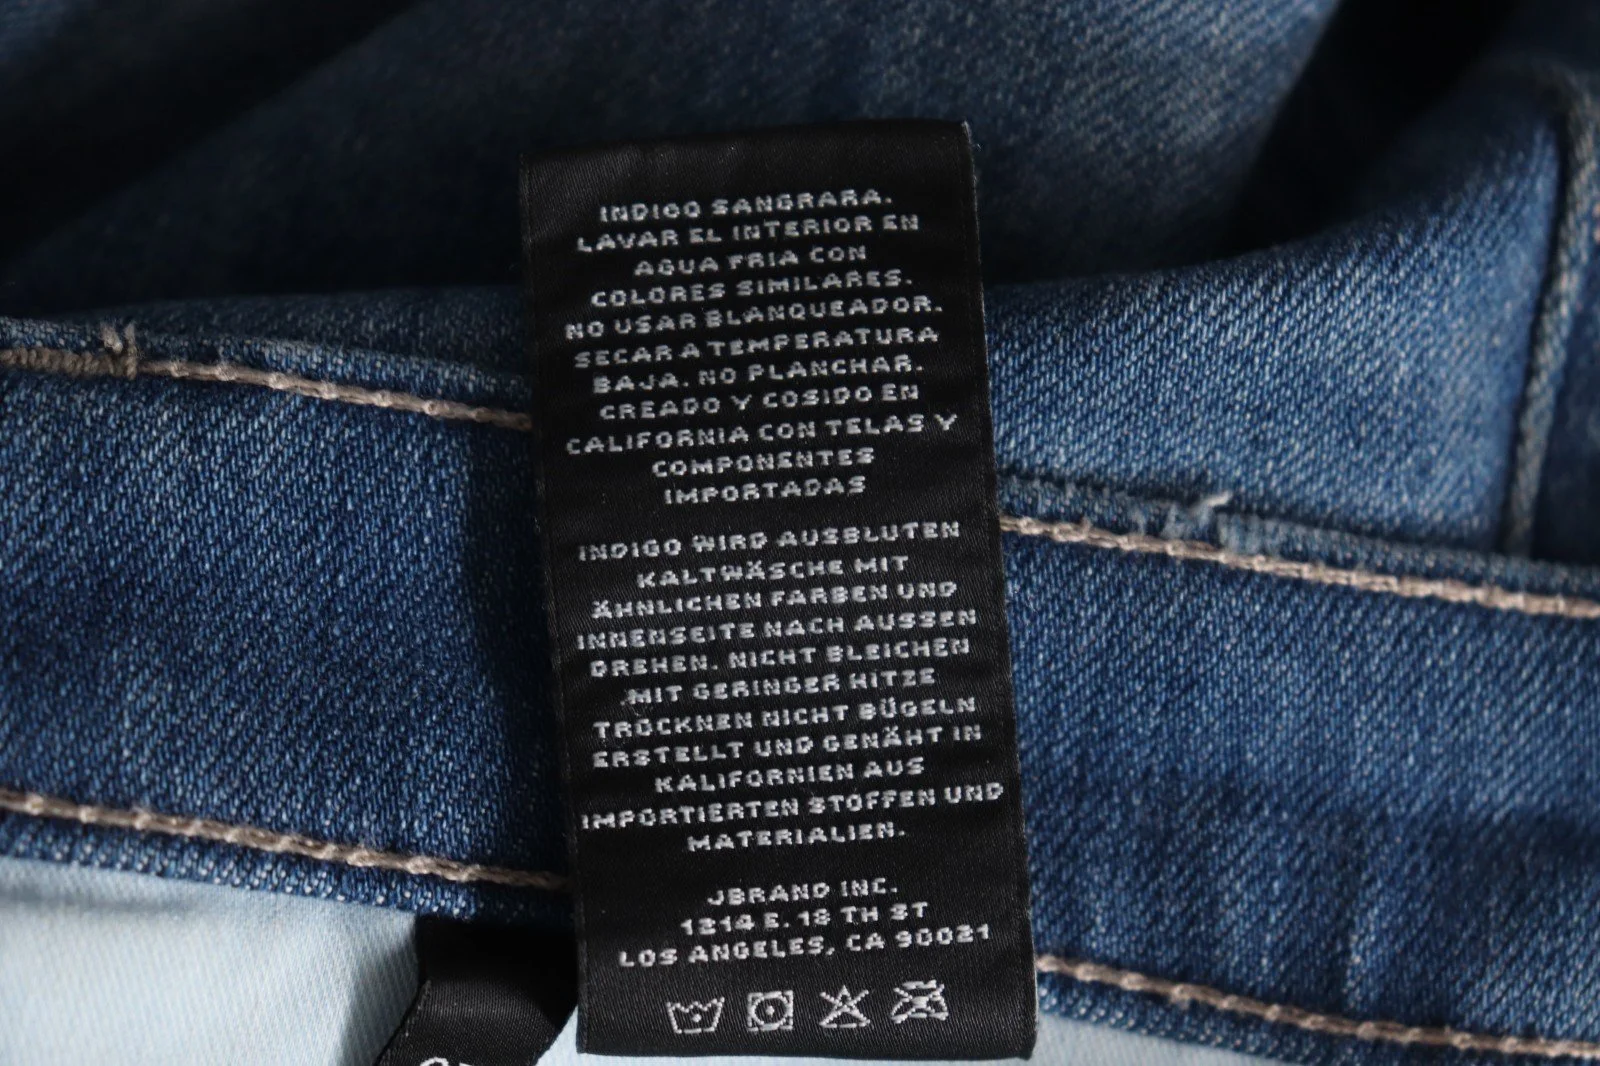 INDIGO SANGRARA.
LAVAR EL INTERIOR EN
AGUA FRIA CON
COLORES SIMILARES.
NO USAR BLANQUEADOR.
SECAR A TEMPERATURA
BAJA. NO PLANCHAR.
CREADO Y COSIDO EN
CALIFORNIA CON TELAS Y
COMPONENTES
IMPORTADAS
INDIGO WIRD AUSBLUTEN
KALTWÄSCHE MIT
ÄHNLICHEN FARBEN UND
INNENSEITE NACH AUSSEN
DREHEN. NICHT BLEICHEN
MIT GERINGER HITZE
TROCKNEN NICHT BÜGELN
ERSTELLT UND GENÄHT IN
KALIFORNIEN AUS
IMPORTIERTEN STOFFEN UND
MATERIALIEN.
JBRAND INC.
1214 E. 18 TH ST
LOS ANGELES, CA 90021